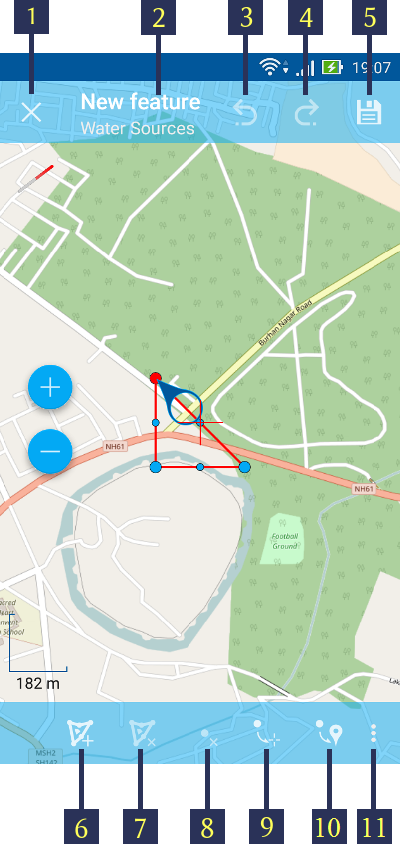 1 2 3 4 5
19:07
New feature
Water Sources
Burhan Nagar Road
NH61
NH61
Football
Ground
School
182 m
MSH2
SH142
6 7 8 9 10 11